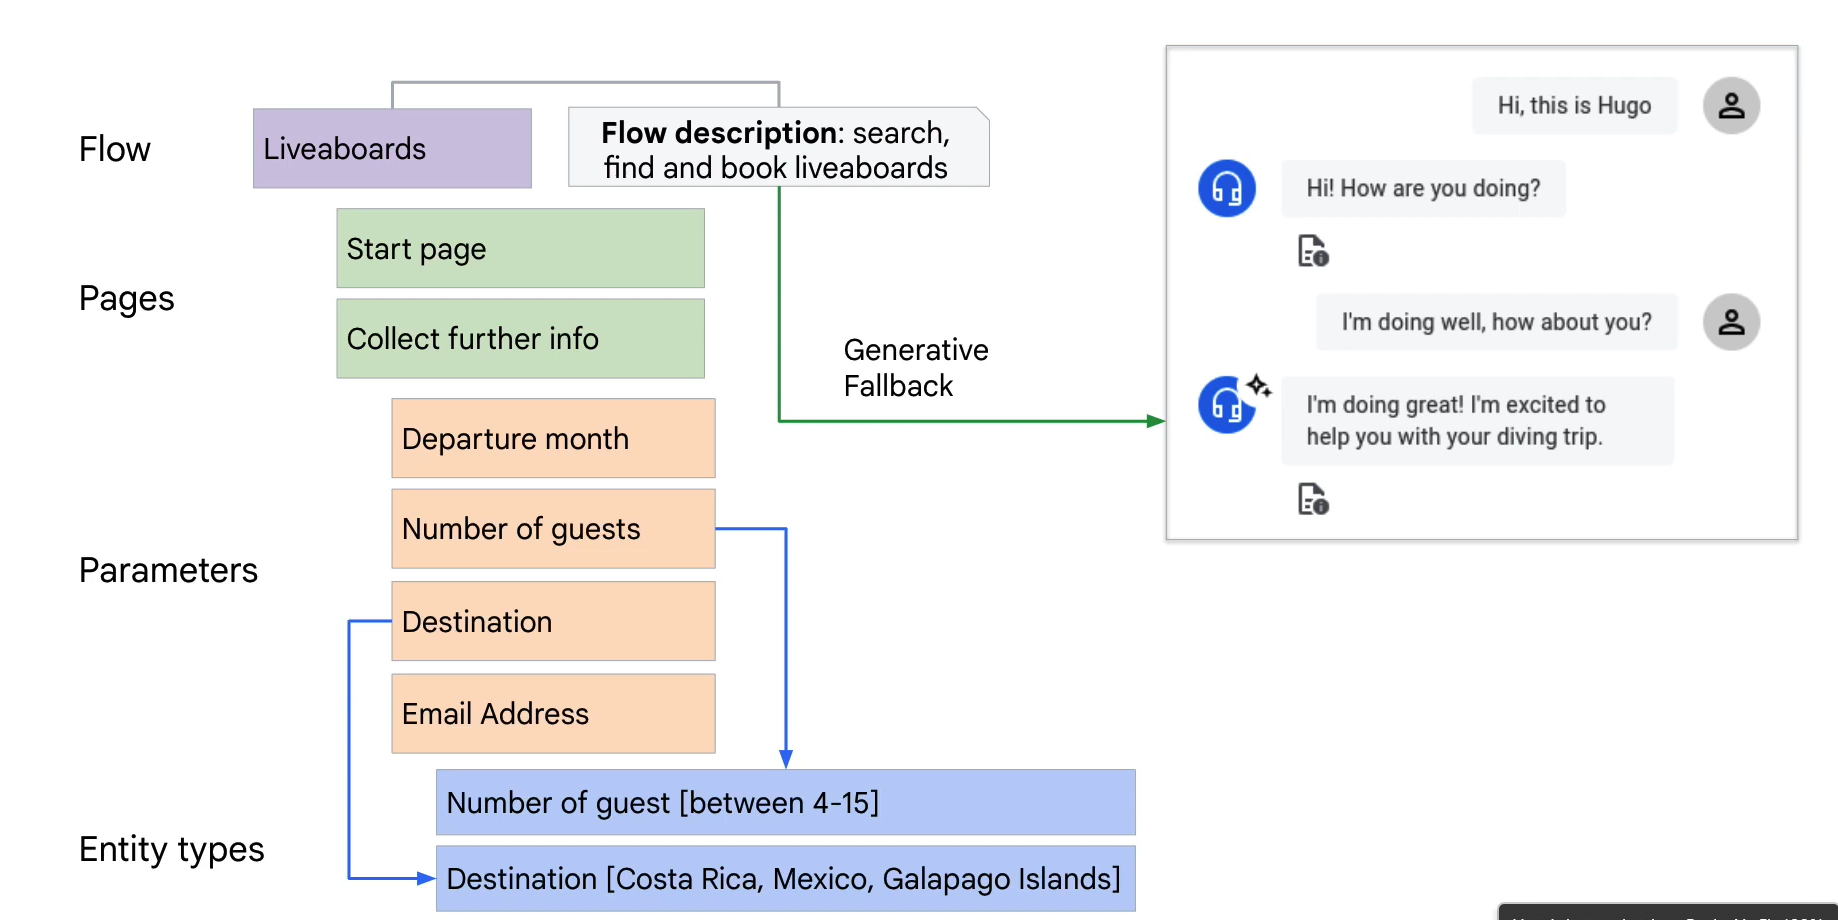 Flow
Liveaboards
Flow description: search,
find and book liveaboards
Pages
Start page
Collect further info
Generative
Fallback
Parameters
Departure month
Number of guests
Destination
Email Address
Entity types
Number of guest [between 4-15]
Destination [Costa Rica, Mexico, Galapago Islands]
Hi, this is Hugo
Hi! How are you doing?
I'm doing well, how about you?
I'm doing great! I'm excited to
help you with your diving trip.